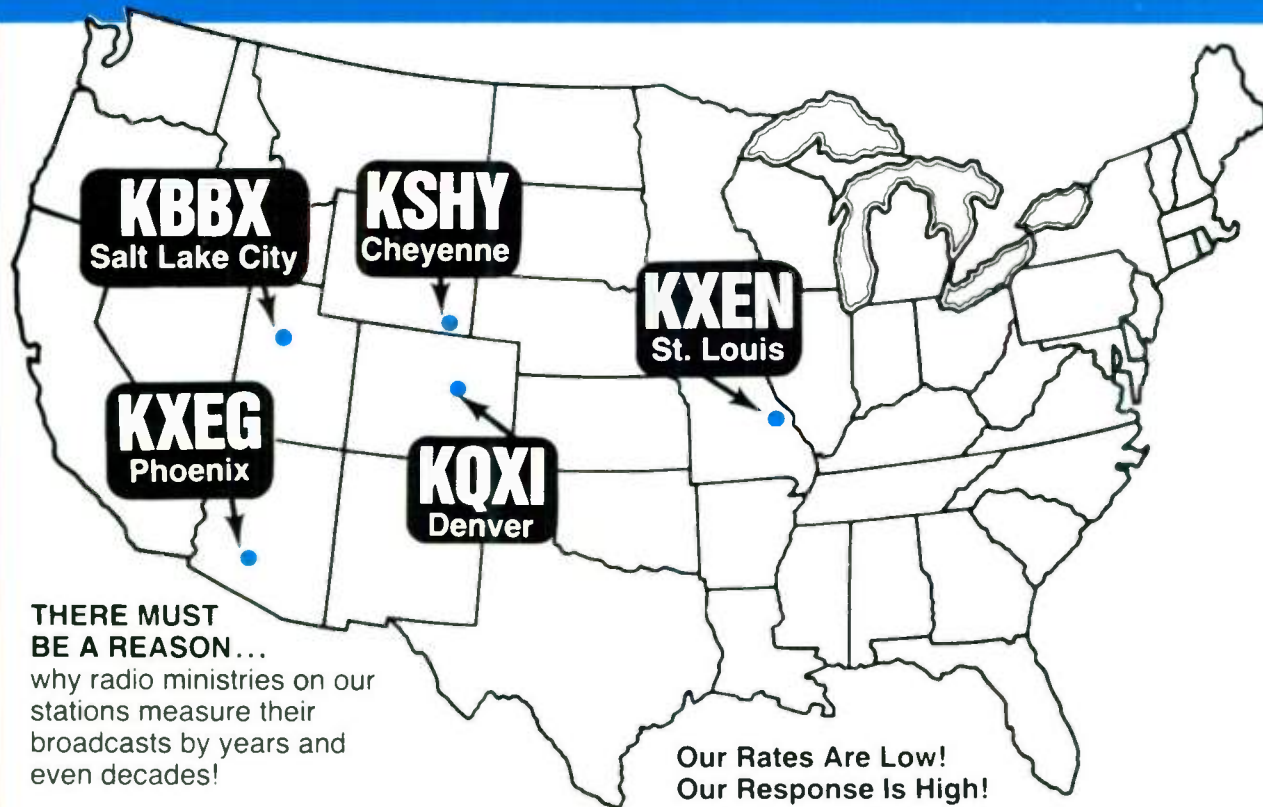 KBBX
Salt Lake City
KSHY
Cheyenne
KXEN
St. Louis
KXEG
Phoenix
KQXI
Denver
THERE MUST
BE A REASON...
why radio ministries on our
stations measure their
broadcasts by years and
even decades!
Our Rates Are Low!
Our Response Is High!